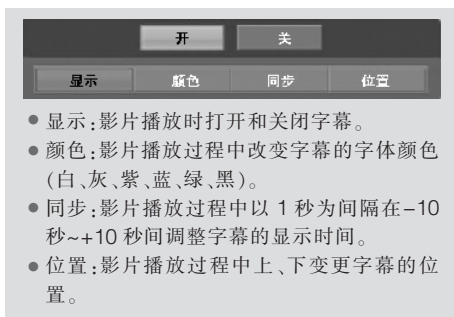 开 关
显示 颜色 同步 位置
● 显示:影片播放时打开和关闭字幕。
● 颜色:影片播放过程中改变字幕的字体颜色
(白、灰、紫、蓝、绿、黑)。
● 同步:影片播放过程中以 1 秒为间隔在−10
秒~+10 秒间调整字幕的显示时间。
● 位置:影片播放过程中上、下变更字幕的位
置。